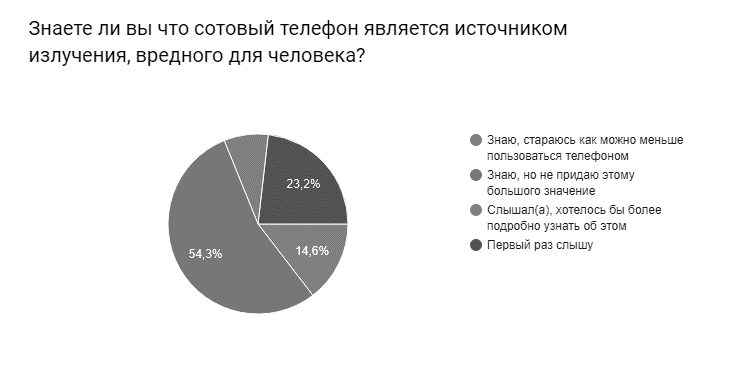 Знаете ли вы что сотовый телефон является источником
излучения, вредного для человека?
23,2%
54,3%
14,6%
Знаю, стараюсь как можно меньше
пользоваться телефоном
Знаю, но не придаю этому
большого значение
Слышал(а), хотелось бы более
подробно узнать об этом
Первый раз слышу